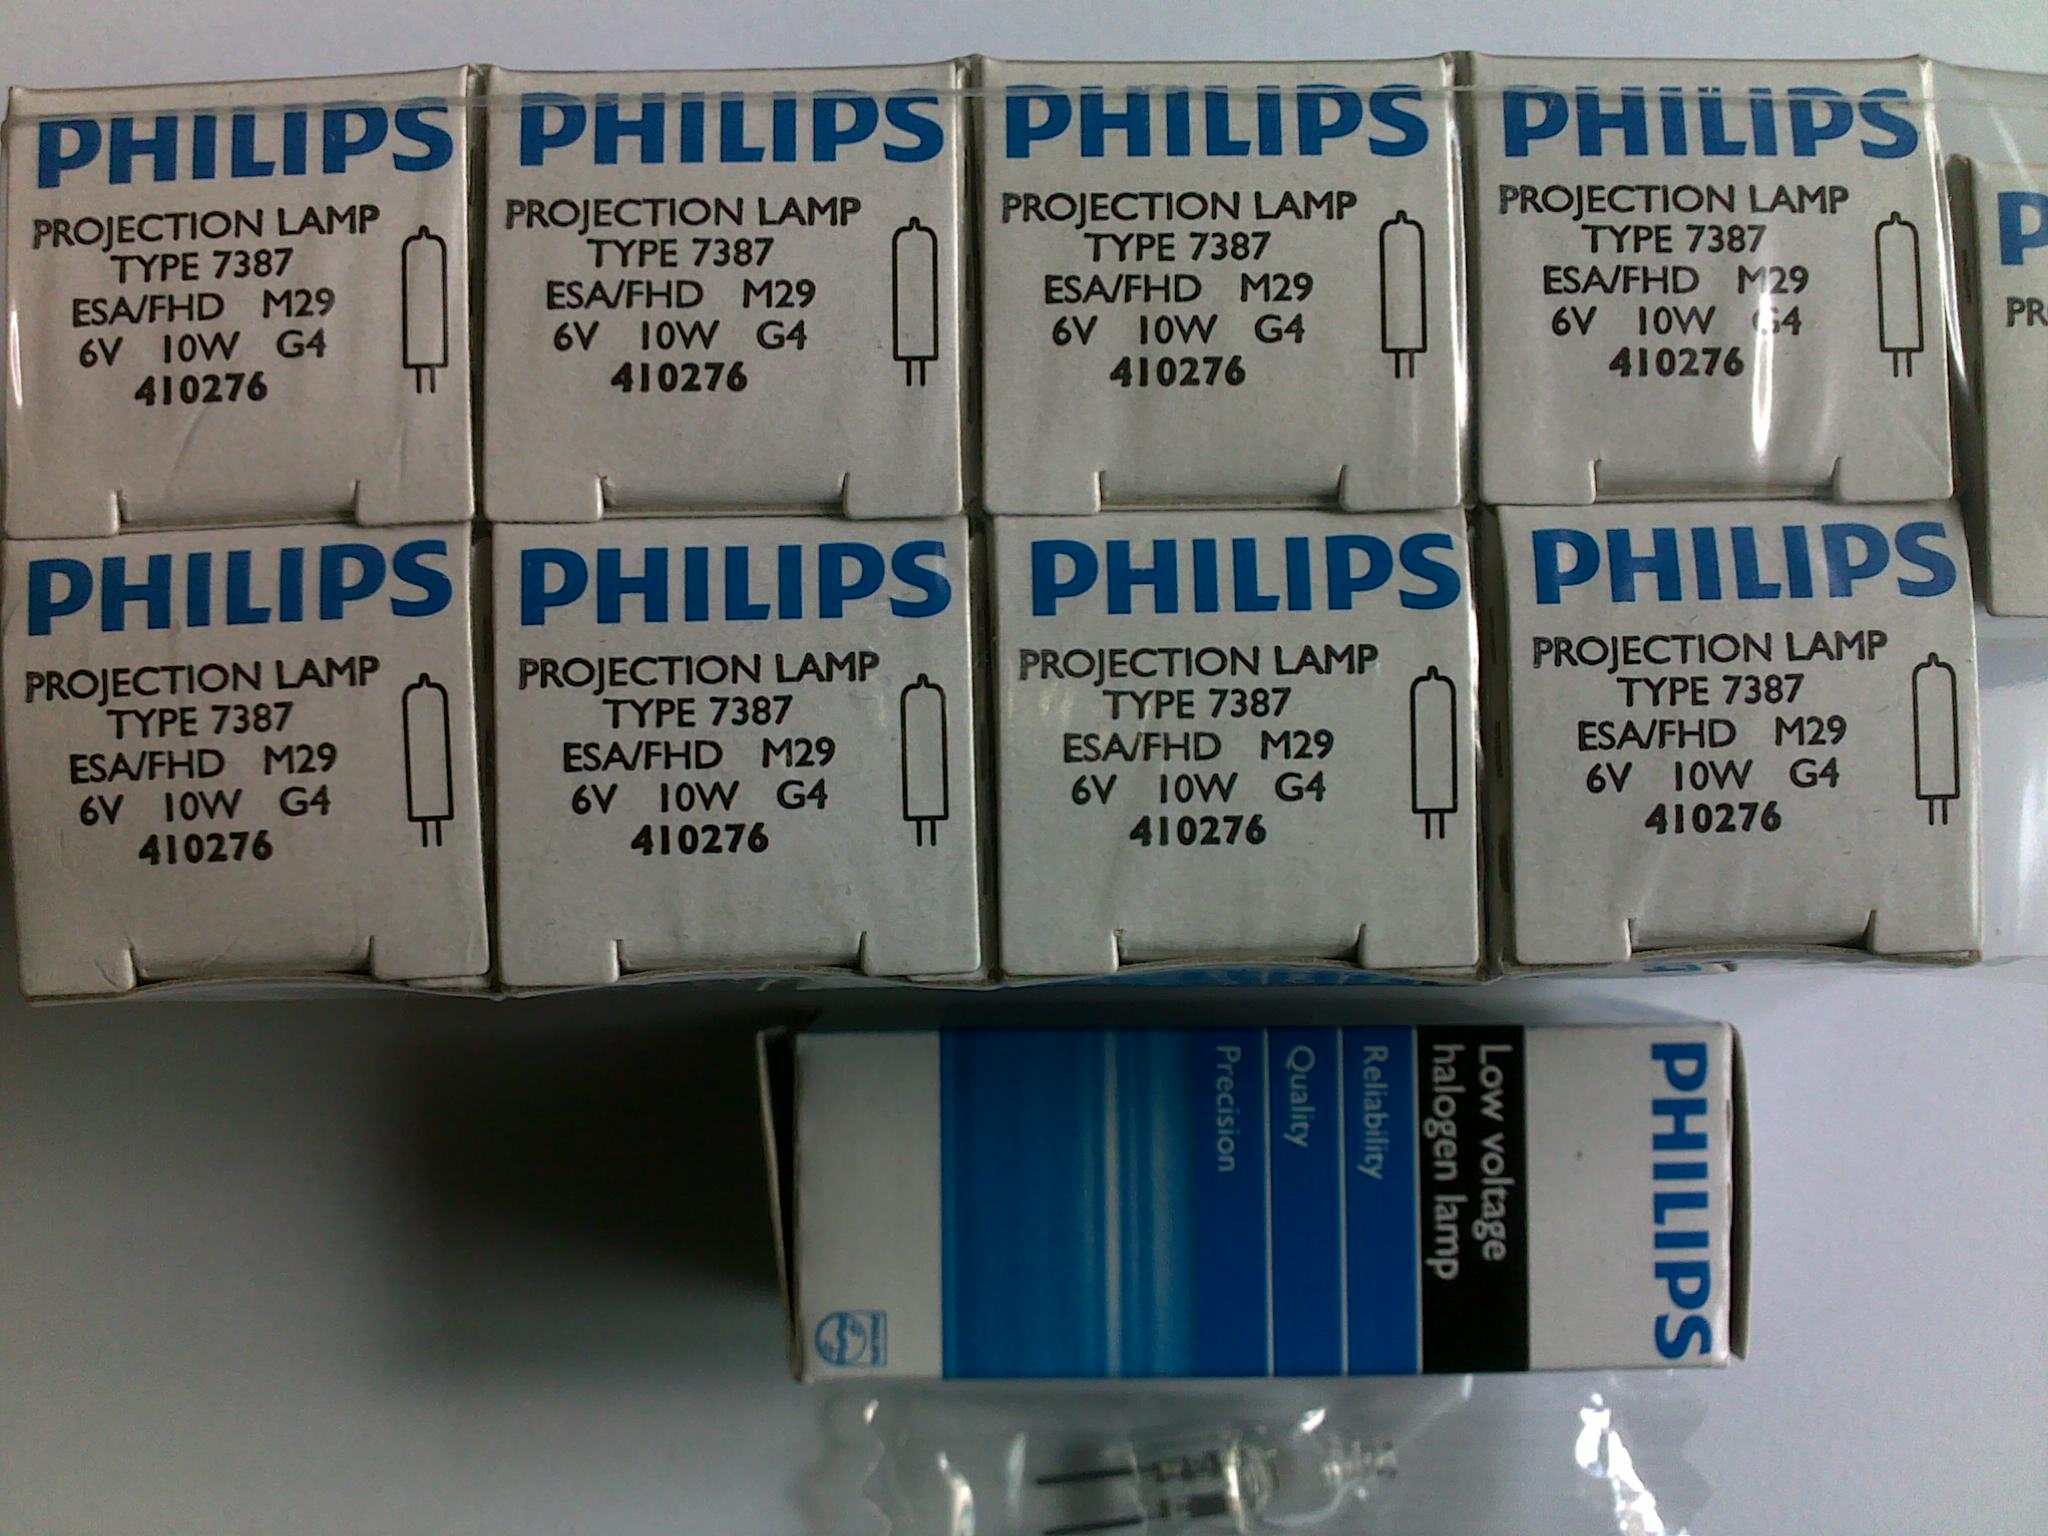 PHILIPS
PROJECTION LAMP
TYPE 7387
ESA/FHD M29
6V 10W G4
410276
PHILIPS
PROJECTION LAMP
TYPE 7387
ESA/FHD M29
6V 10W G4
410276
PHILIPS
PROJECTION LAMP
TYPE 7387
ESA/FHD M29
6V 10W G4
410276
PHILIPS
PROJECTION LAMP
TYPE 7387
ESA/FHD M29
6V 10W G4
410276
P
PR
PHILIPS
PROJECTION LAMP
TYPE 7387
ESA/FHD M29
6V 10W G4
410276
PHILIPS
PROJECTION LAMP
TYPE 7387
ESA/FHD M29
6V 10W G4
410276
PHILIPS
PROJECTION LAMP
TYPE 7387
ESA/FHD M29
6V 10W G4
410276
PHILIPS
PROJECTION LAMP
TYPE 7387
ESA/FHD M29
6V 10W G4
410276
PHILIPS
Low voltage
halogen lamp
Reliability
Quality
Precision